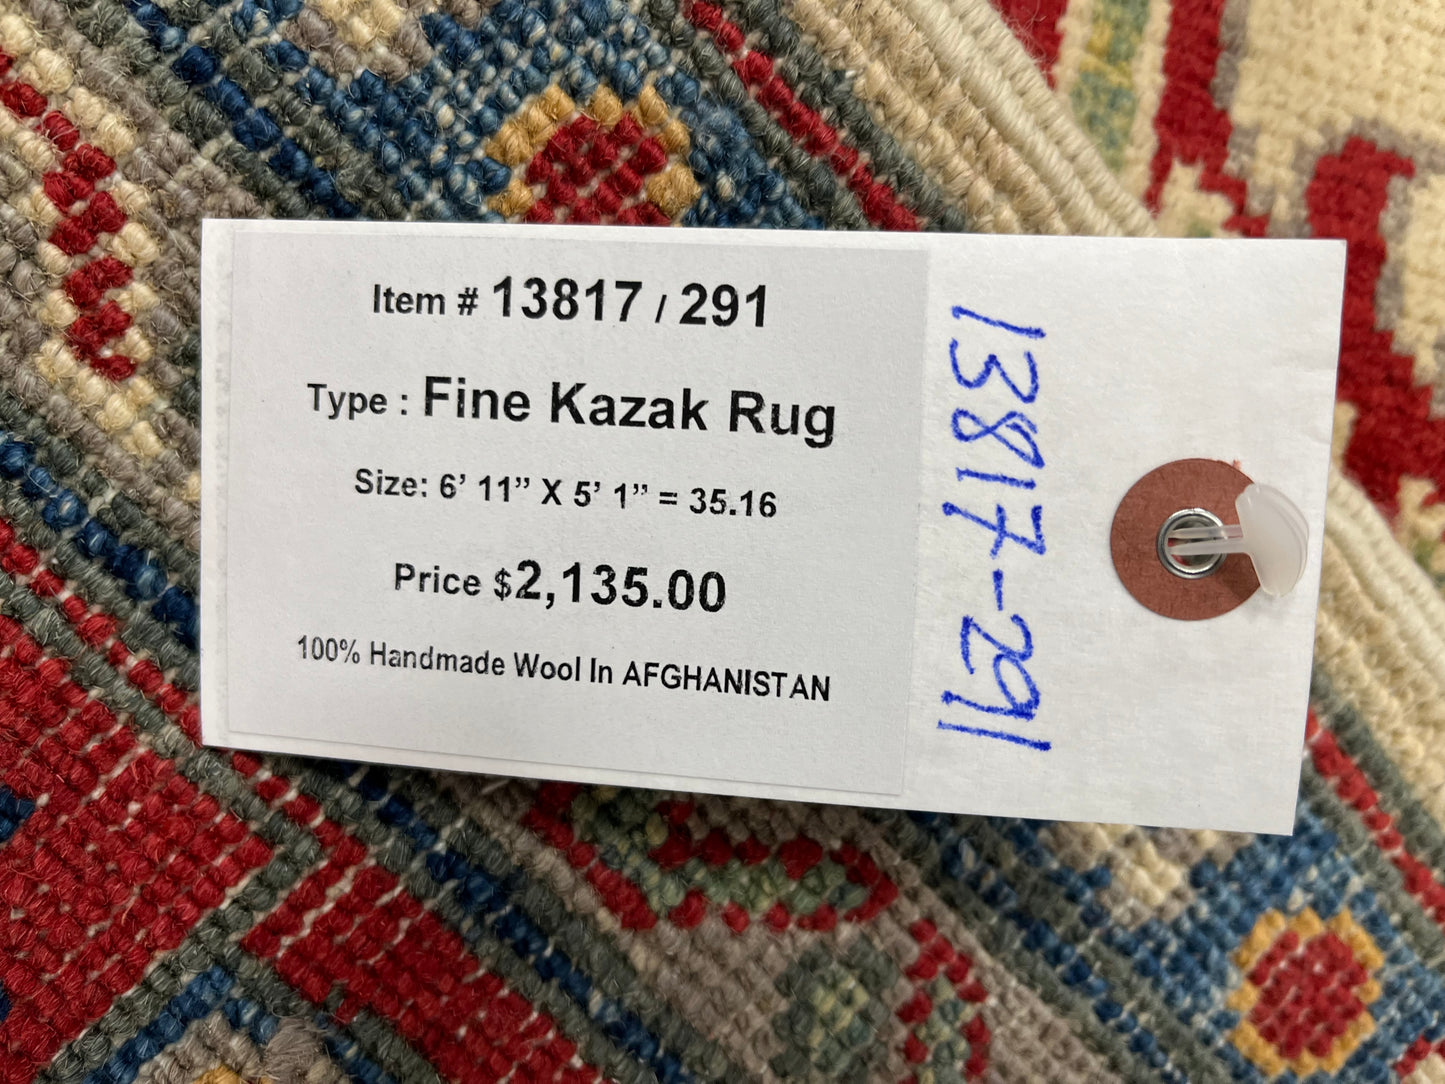 Item # 13817 / 291
Type : Fine Kazak Rug
Size: 6’ 11” X 5’ 1” = 35.16
Price $2,135.00
100% Handmade Wool In AFGHANISTAN
13817-291